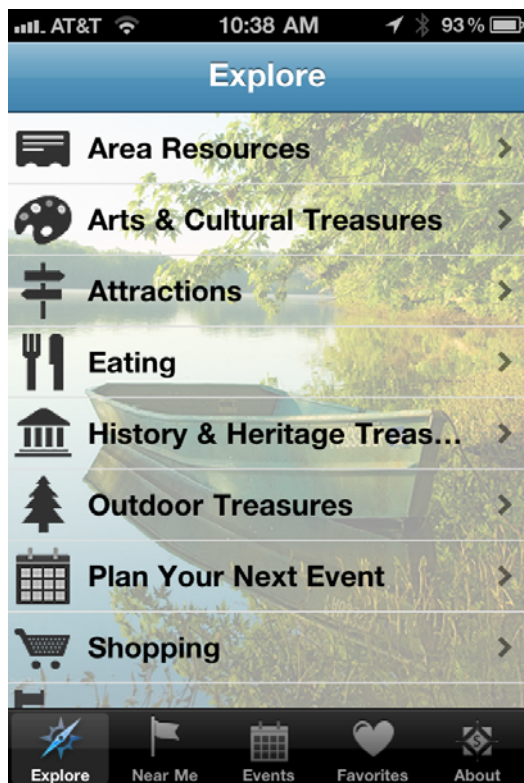 AT&T 10:38 AM 93%
Explore
Area Resources
Arts & Cultural Treasures
Attractions
Eating
History & Heritage Treas...
Outdoor Treasures
Plan Your Next Event
Shopping
Explore Near Me Events Favorites About